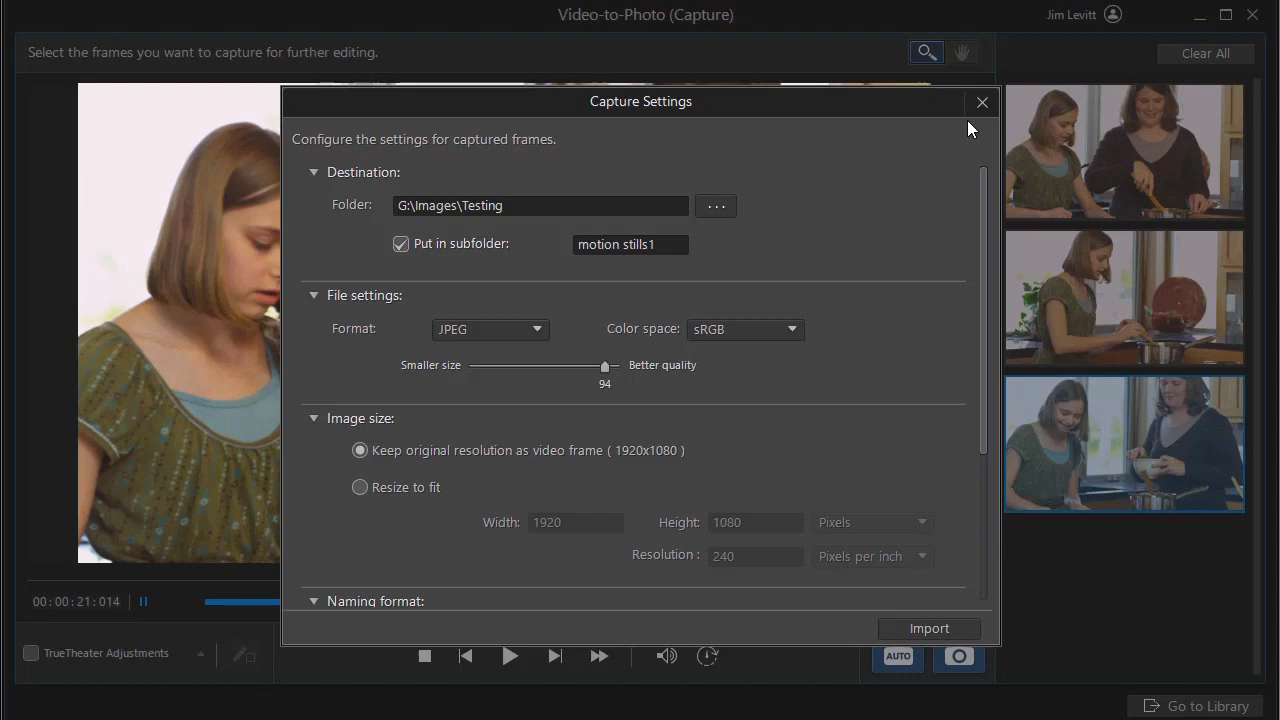 Video-to-Photo (Capture)
Jim Levitt
Select the frames you want to capture for further editing.
Clear All
Capture Settings
Configure the settings for captured frames.
Destination:
Folder: G:\Images\Testing ...
Put in subfolder: motion stills1
File settings:
Format: JPEG Color space: sRGB
Smaller size Better quality
94
Image size:
Keep original resolution as video frame ( 1920x1080 )
Resize to fit
Width: 1920 Height: 1080 Pixels
Resolution : 240 Pixels per inch
Naming format:
00:00:21:014
Import
TrueTheater Adjustments
AUTO
Go to Library